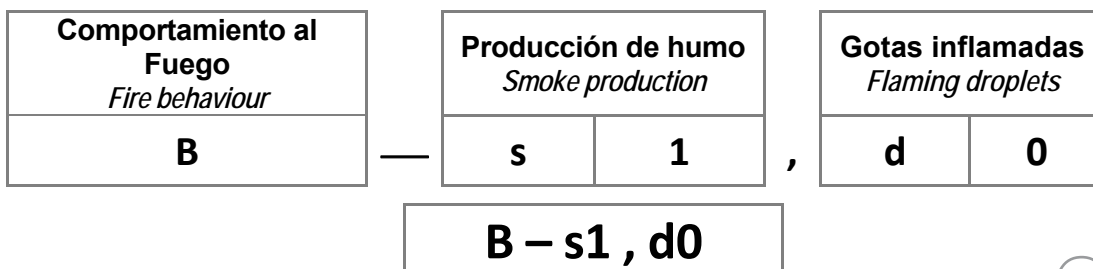 Comportamiento al Fuego
Fire behaviour
Producción de humo
Smoke production
Gotas inflamadas
Flaming droplets
B — s 1 , d 0
B – s1 , d0